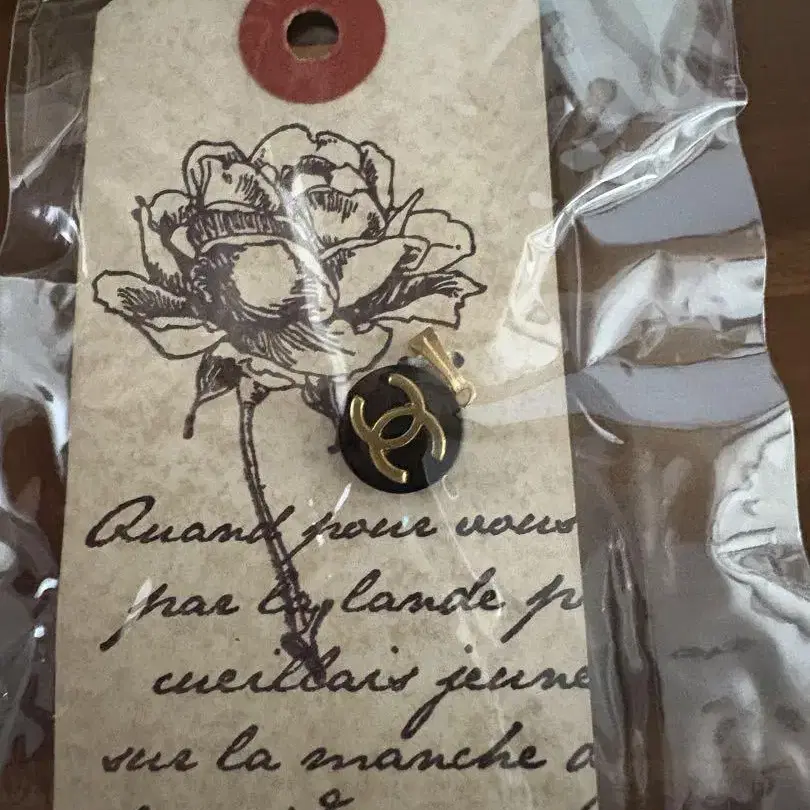 Quand pour vous
par la lande p
cueillais jeune
sur la manche